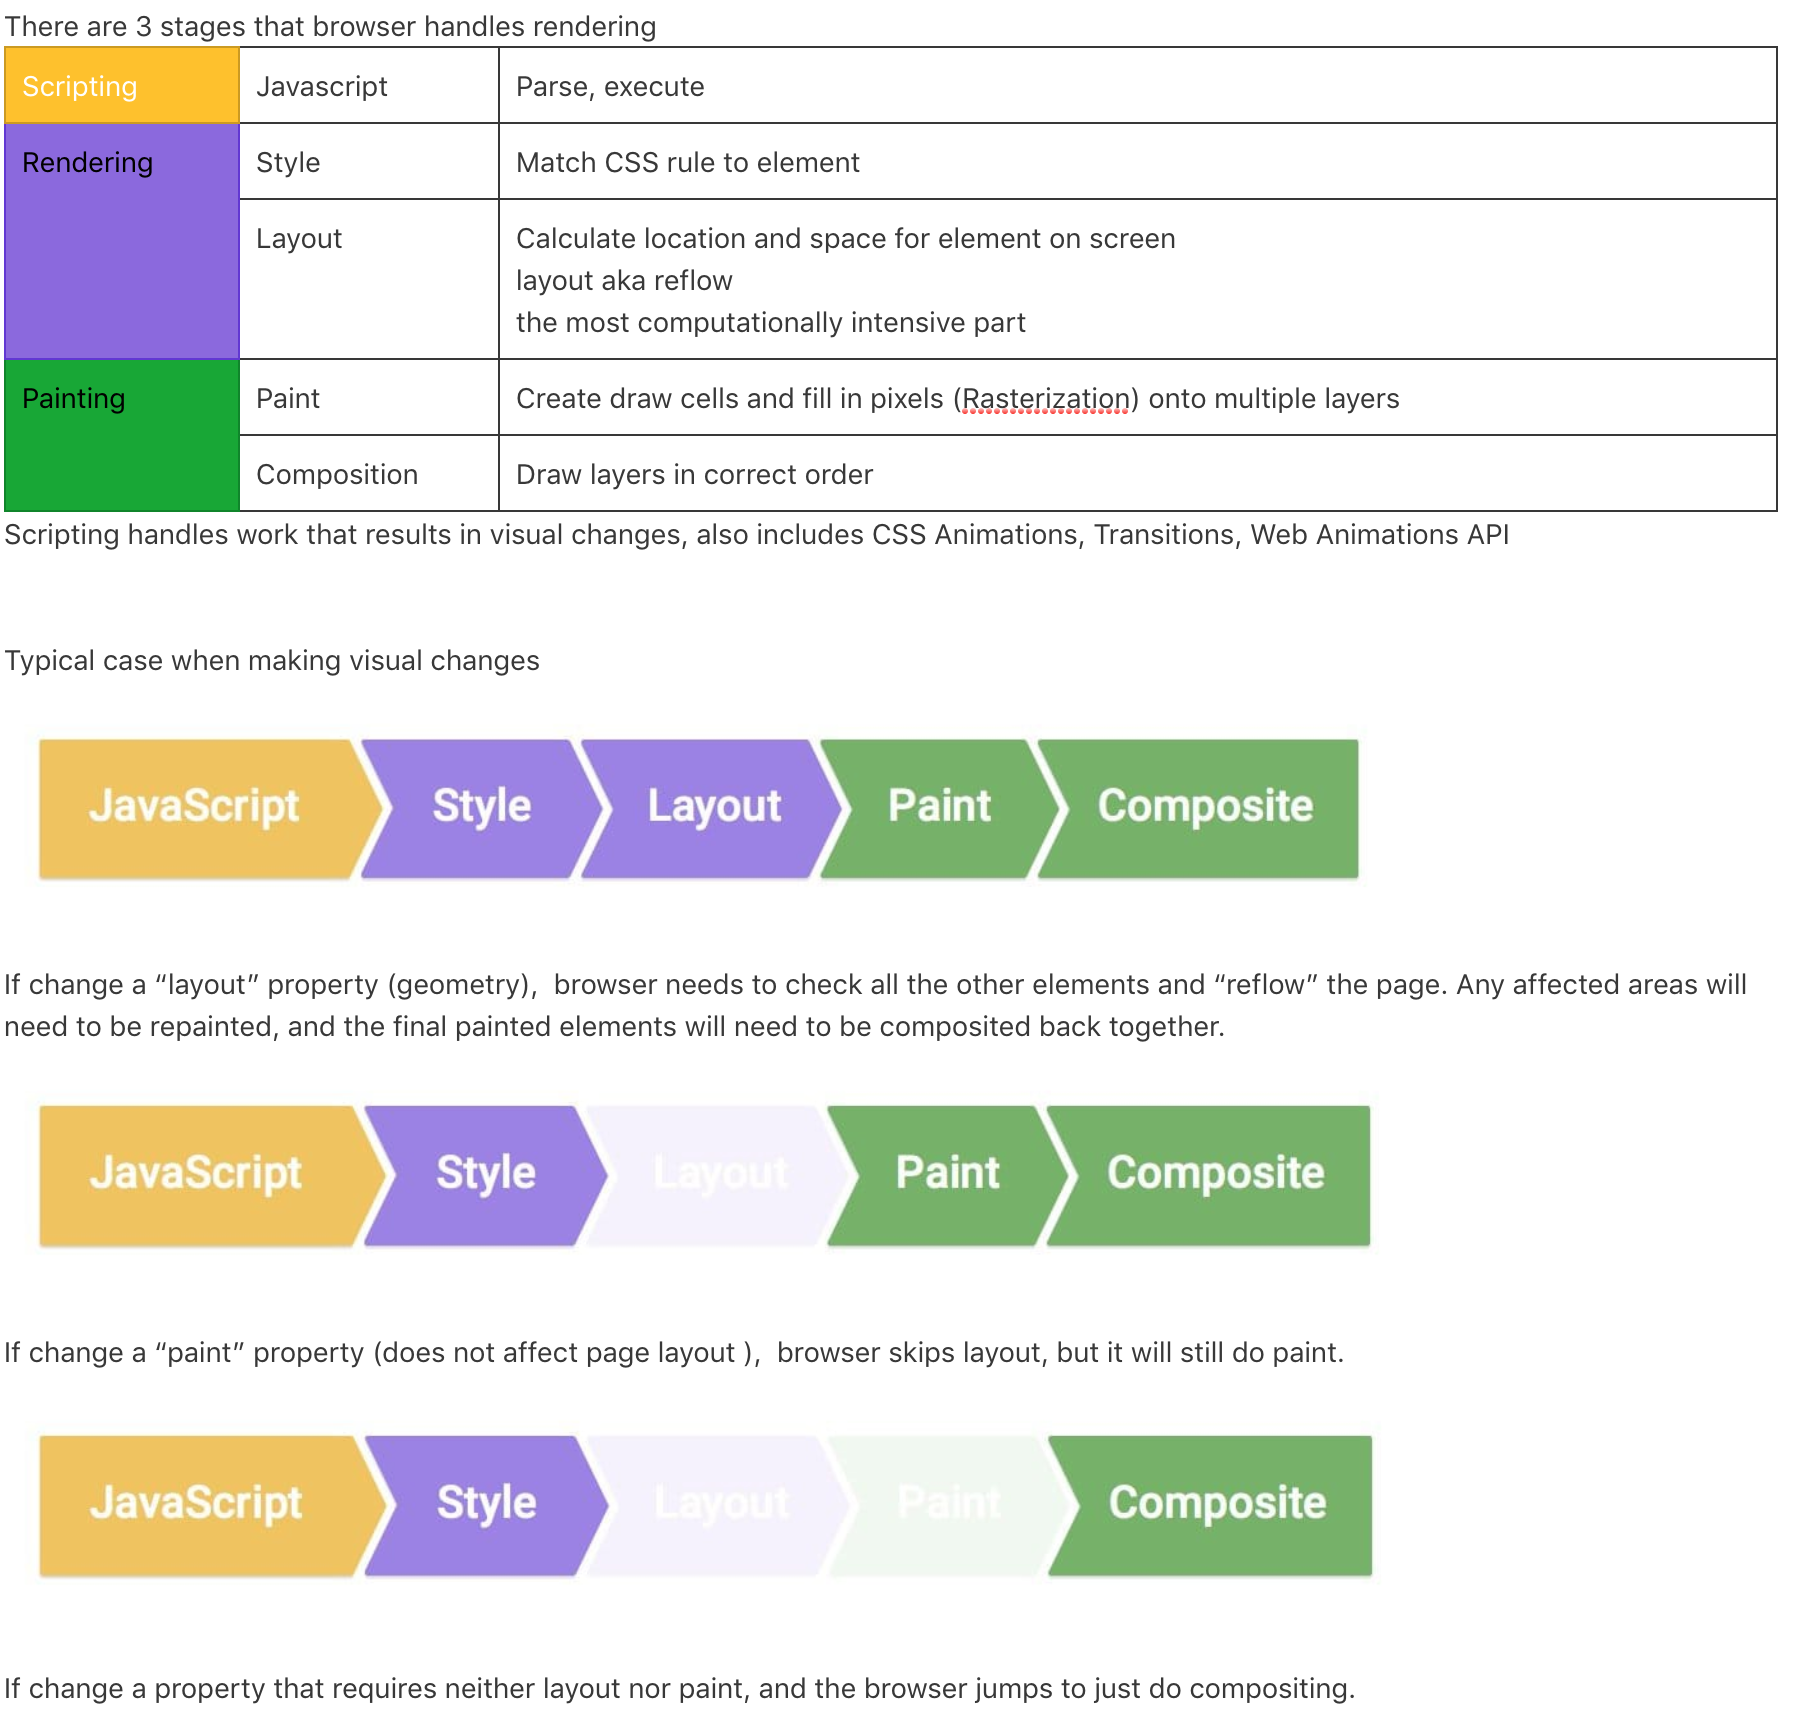 There are 3 stages that browser handles rendering
Scripting Javascript Parse, execute
Rendering Style Match CSS rule to element
Layout Calculate location and space for element on screen
layout aka reflow
the most computationally intensive part
Painting Paint Create draw cells and fill in pixels (Rasterization) onto multiple layers
Composition Draw layers in correct order
Scripting handles work that results in visual changes, also includes CSS Animations, Transitions, Web Animations API
Typical case when making visual changes
JavaScript Style Layout Paint Composite
If change a “layout” property (geometry),  browser needs to check all the other elements and “reflow” the page. Any affected areas will
need to be repainted, and the final painted elements will need to be composited back together.
JavaScript Style Layout Paint Composite
If change a “paint” property (does not affect page layout ),  browser skips layout, but it will still do paint.
JavaScript Style Layout Paint Composite
If change a property that requires neither layout nor paint, and the browser jumps to just do compositing.